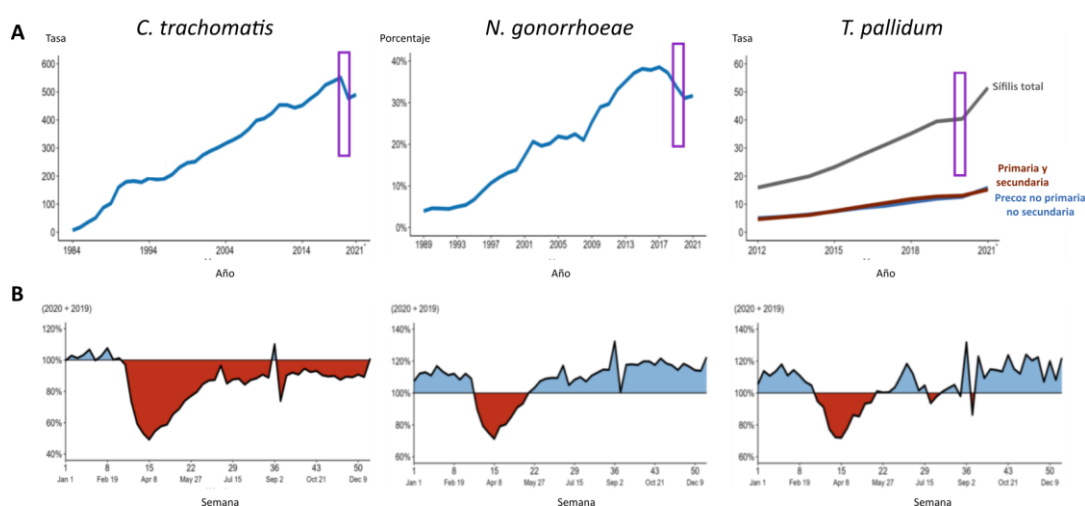 C. trachomatis
N. gonorrhoeae
T. pallidum
A
Tasa
600
500
400
300
200
100
0
1984
1994
2004
2014
2021*
Año
Porcentaje
40%
30%
20%
10%
0%
1989
1993
1997
2001
2005
2009
2013
2017
2021
Año
Tasa
60
50
40
30
20
10
0
Sífilis total
Primaria y
secundaria
Precoz no primaria
no secundaria
2012
2015
2018
2021*
Año
B
(2020 ÷ 2019)
120%
100%
80%
60%
40%
1 8 15 22 29 36 43 50
Jan 1 Feb 19 Apr 8 May 27 Jul 15 Sep 2 Oct 21 Dec 9
Semana
(2020 ÷ 2019)
140%
120%
100%
80%
60%
1 8 15 22 29 36 43 50
Jan 1 Feb 19 Apr 8 May 27 Jul 15 Sep 2 Oct 21 Dec 9
Semana
(2020 ÷ 2019)
140%
120%
100%
80%
60%
1 8 15 22 29 36 43 50
Jan 1 Feb 19 Apr 8 May 27 Jul 15 Sep 2 Oct 21 Dec 9
Semana